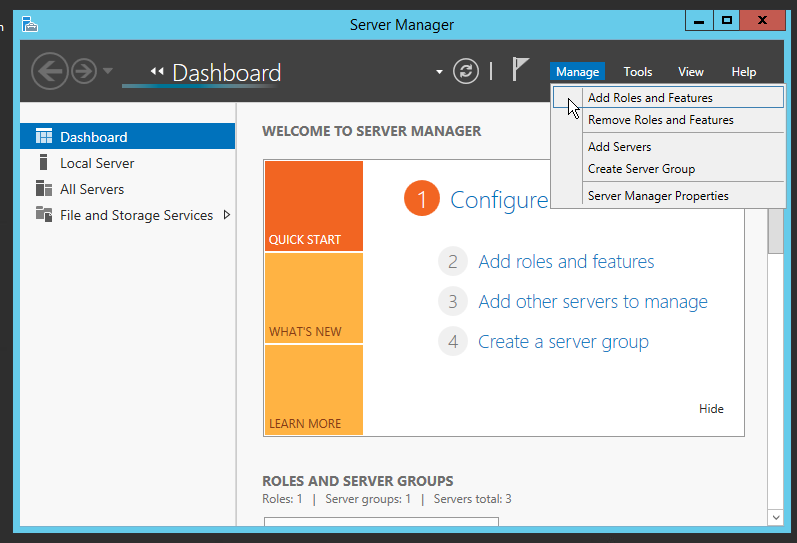 n
Server Manager
Dashboard
Manage Tools View Help
Add Roles and Features
Remove Roles and Features
Add Servers
Create Server Group
Server Manager Properties
Dashboard
Local Server
All Servers
File and Storage Services
WELCOME TO SERVER MANAGER
QUICK START
WHAT'S NEW
LEARN MORE
1 Configure
2 Add roles and features
3 Add other servers to manage
4 Create a server group
Hide
ROLES AND SERVER GROUPS
Roles: 1 | Server groups: 1 | Servers total: 3